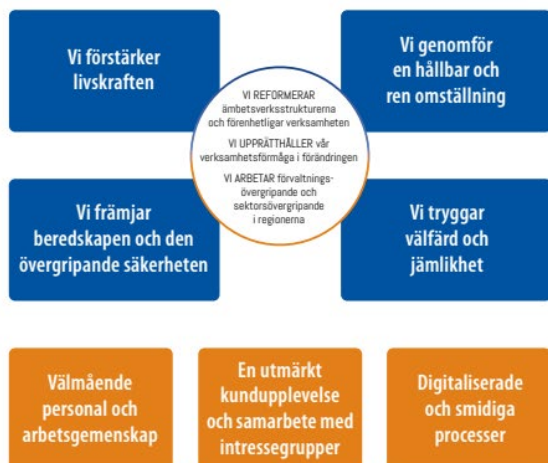 Vi förstärker
livskraften
Vi genomför
en hållbar och
ren omställning
VI REFORMERAR
ämbetsverksstrukturerna
och förenhetligar verksamheten
VI UPPRÄTTHÅLLER vår
verksamhetsförmåga i förändringen
VI ARBETAR förvaltnings-
övergripande och
sektorsövergripande
i regionerna
Vi främjar
beredskapen och den
övergripande säkerheten
Vi tryggar
välfärd och
jämlikhet
Välmående
personal och
arbetsgemenskap
En utmärkt
kundupplevelse
och samarbete med
intressegrupper
Digitaliserade
och smidiga
processer